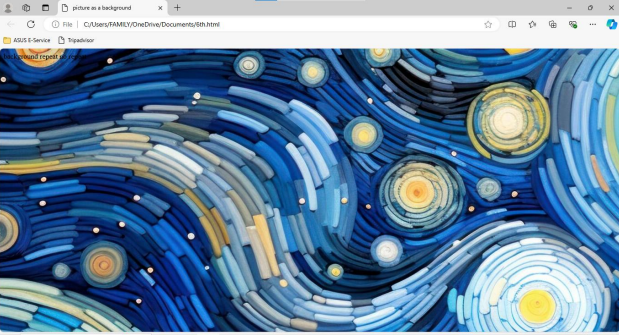 picture as a background
File
C:/Users/FAMILY/OneDrive/Documents/6th.html
ASUS E-Service
Tripadvisor
background repeat